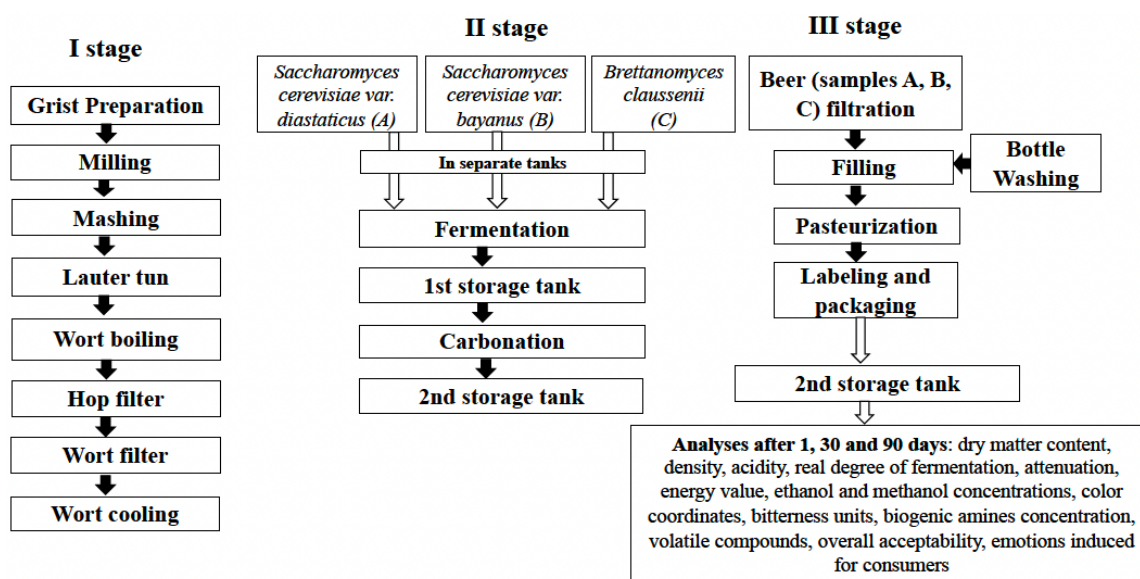 I stage
Grist Preparation
Milling
Mashing
Lauter tun
Wort boiling
Hop filter
Wort filter
Wort cooling
II stage
Saccharomyces
cerevisiae var.
diastaticus (A)
Saccharomyces
cerevisiae var.
bayanus (B)
Brettanomyces
claussenii
(C)
In separate tanks
Fermentation
1st storage tank
Carbonation
2nd storage tank
III stage
Beer (samples A, B,
C) filtration
Filling
Bottle
Washing
Pasteurization
Labeling and
packaging
2nd storage tank
Analyses after 1, 30 and 90 days: dry matter content,
density, acidity, real degree of fermentation, attenuation,
energy value, ethanol and methanol concentrations, color
coordinates, bitterness units, biogenic amines concentration,
volatile compounds, overall acceptability, emotions induced
for consumers